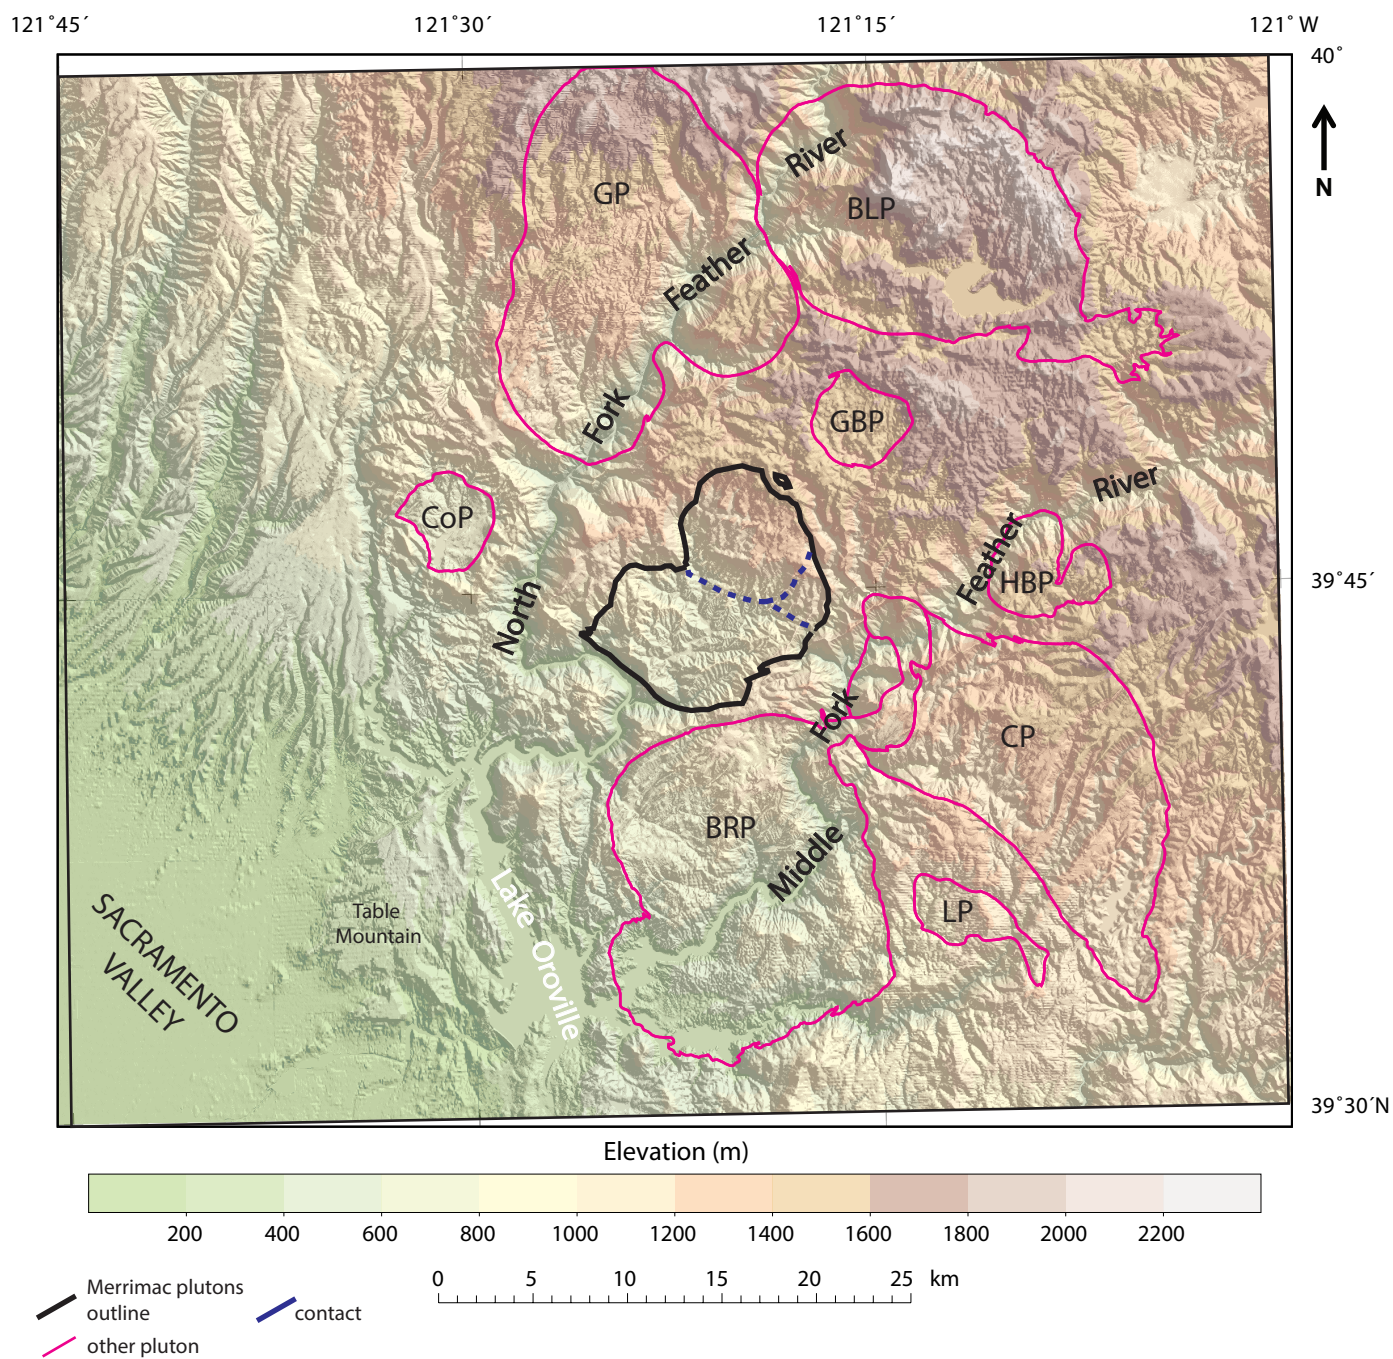 121˚45´ 121˚30´ 121˚15´ 121˚W
40˚
N
River
GP
BLP
Feather
Fork
GBP
River
CoP
Feather
HBP
39˚45´
North
Fork
CP
BRP
Middle
Lake Oroville
LP
Table
Mountain
SACRAMENTO
VALLEY
39˚30´N
Elevation (m)
200 400 600 800 1000 1200 1400 1600 1800 2000 2200
0 5 10 15 20 25 km
Merrimac plutons
outline
contact
other pluton